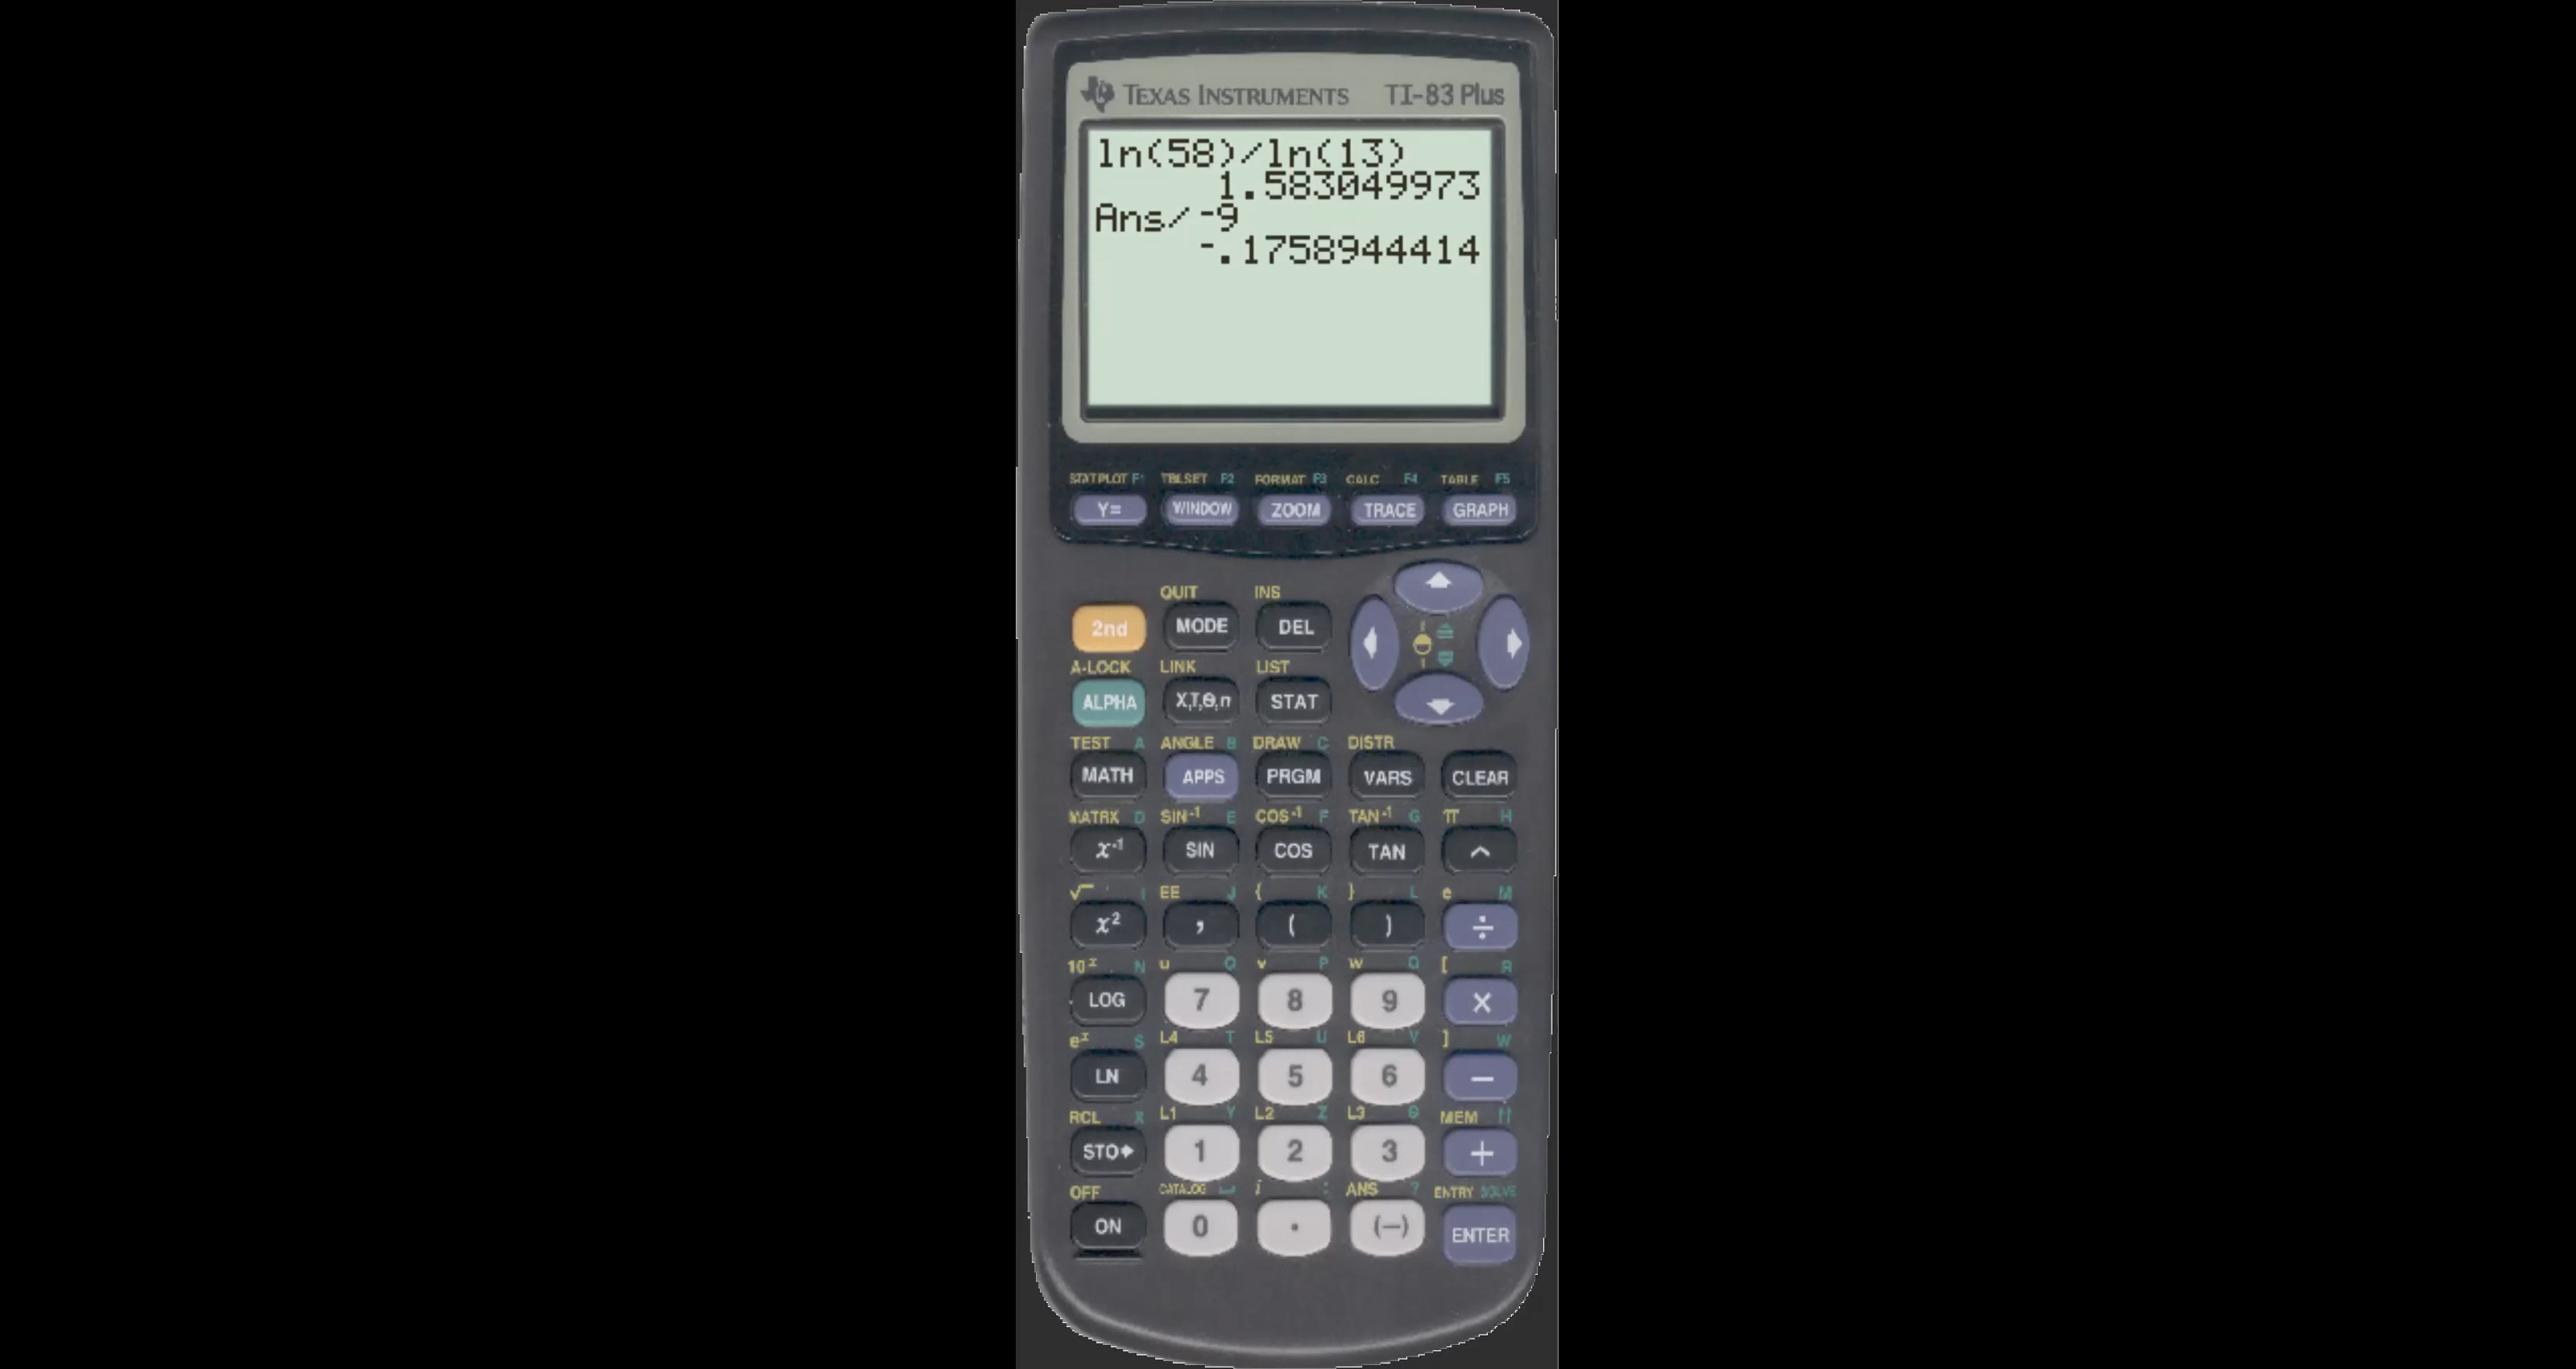 TEXAS INSTRUMENTS TI-83 Plus
ln(58)/ln(13)
1.583049973
Ans/-9
-.1758944414
STATPLOT F1 TBLSET F2 FORMAT F3 CALC F4 TABLE F5
Y= WINDOW ZOOM TRACE GRAPH
QUIT INS
2nd MODE DEL
A-LOCK LINK LIST
ALPHA X,T,Θ,n STAT
TEST A ANGLE B DRAW C DISTR
MATH APPS PRGM VARS CLEAR
MATRX D SIN⁻¹ E COS⁻¹ F TAN⁻¹ G π H
x⁻¹ SIN COS TAN ^
√ I EE J { K } L e M
x² , ( ) ÷
10ˣ N u O v P w Q [ R
LOG 7 8 9 ×
eˣ S L4 T L5 U L6 V ] W
LN 4 5 6 −
RCL X L1 Y L2 Z L3 θ MEM "
STO▸ 1 2 3 +
OFF CATALOG i : ANS ? ENTRY SOLVE
ON 0 . (−) ENTER